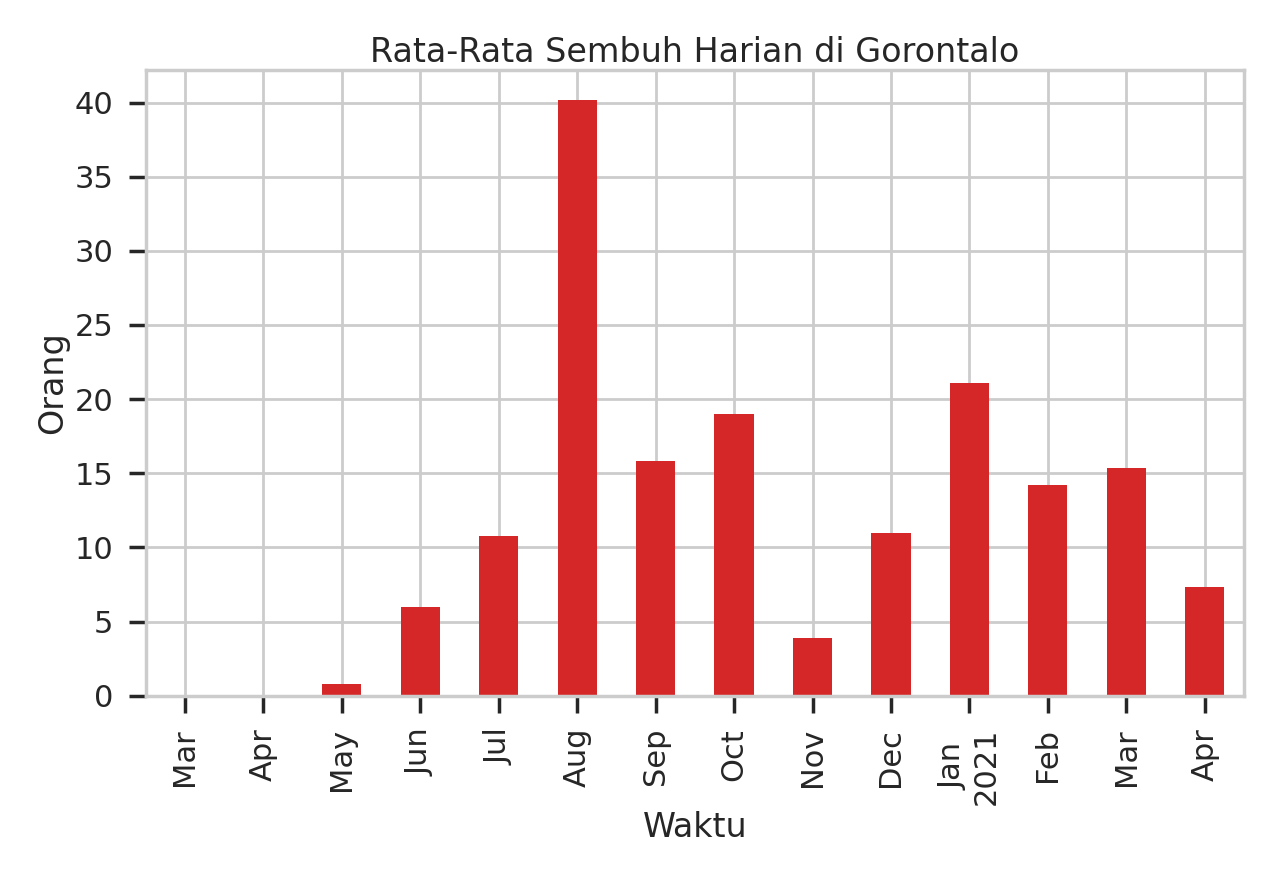 Rata-Rata Sembuh Harian di Gorontalo
Orang
40
35
30
25
20
15
10
5
0
Mar
Apr
May
Jun
Jul
Aug
Sep
Oct
Nov
Dec
Jan
2021
Feb
Mar
Apr
Waktu